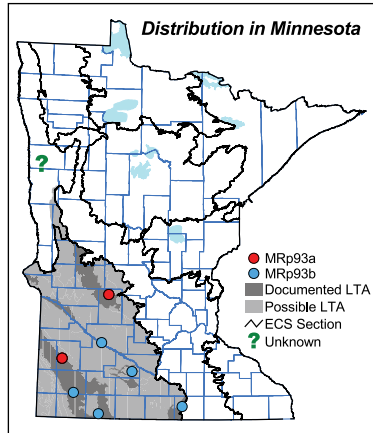 Distribution in Minnesota
?
MRp93a
MRp93b
Documented LTA
Possible LTA
ECS Section
? Unknown